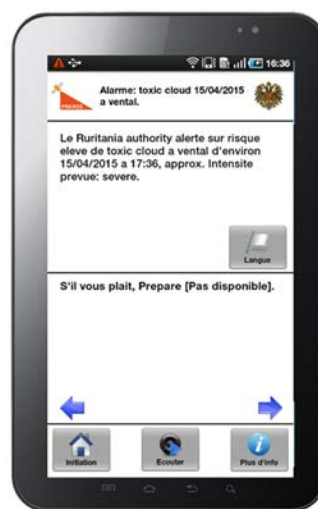 16:36
Alarme: toxic cloud 15/04/2015
a vental.
Le Ruritania authority alerte sur risque
eleve de toxic cloud a vental d'environ
15/04/2015 a 17:36, approx. Intensite
prevue: severe.
Langue
S'il vous plait, Prepare [Pas disponible].
Initiation
Ecouter
Plus d'info